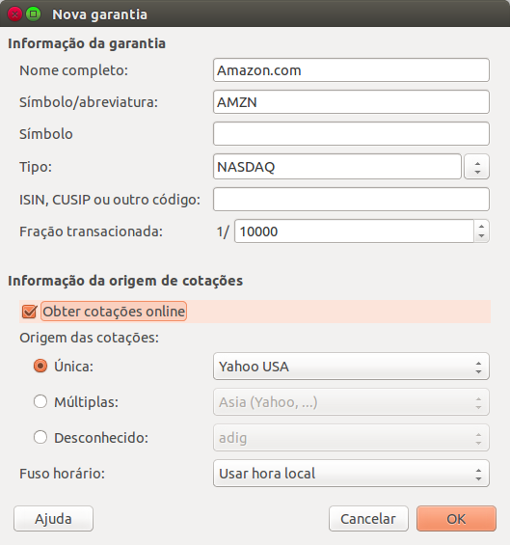 Nova garantia
Informação da garantia
Nome completo: Amazon.com
Símbolo/abreviatura: AMZN
Símbolo
Tipo: NASDAQ
ISIN, CUSIP ou outro código:
Fração transacionada: 1/ 10000
Informação da origem de cotações
Obter cotações online
Origem das cotações:
Única: Yahoo USA
Múltiplas: Asia (Yahoo, ...)
Desconhecido: adig
Fuso horário: Usar hora local
Ajuda Cancelar OK